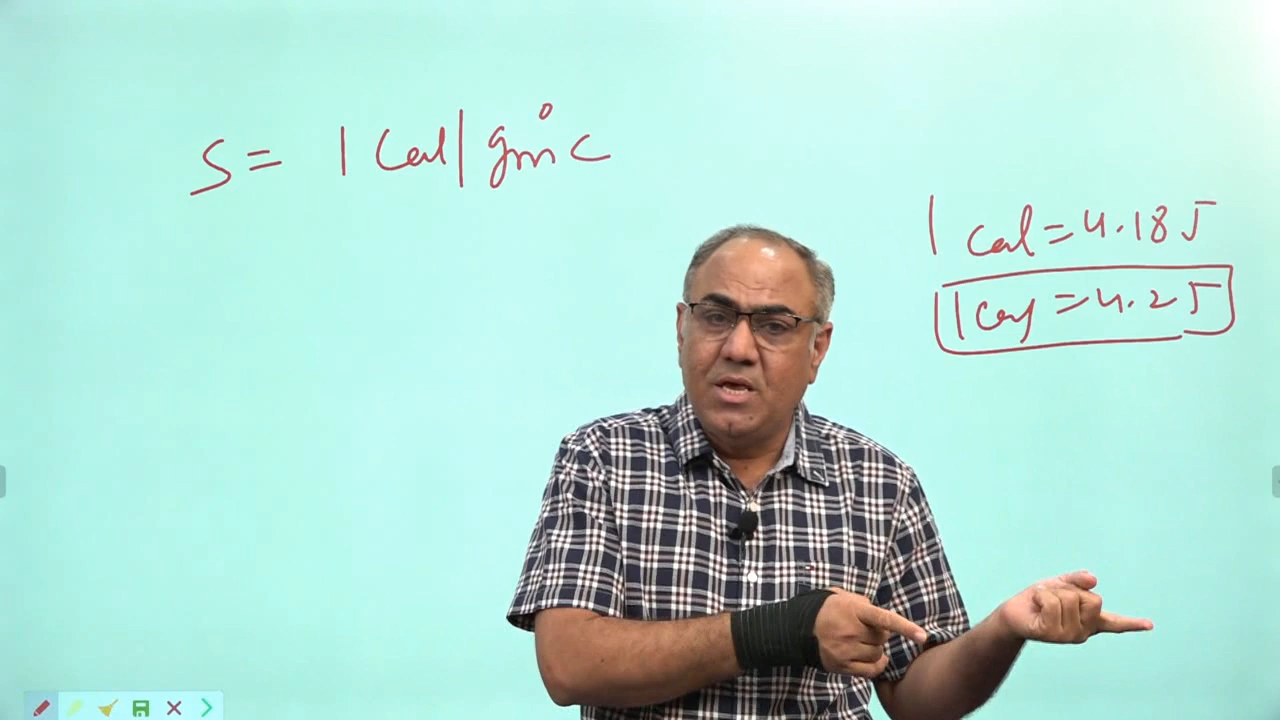 S = 1 Cal | gm°C
1 cal = 4.18 J
1 cal = 4.2 J